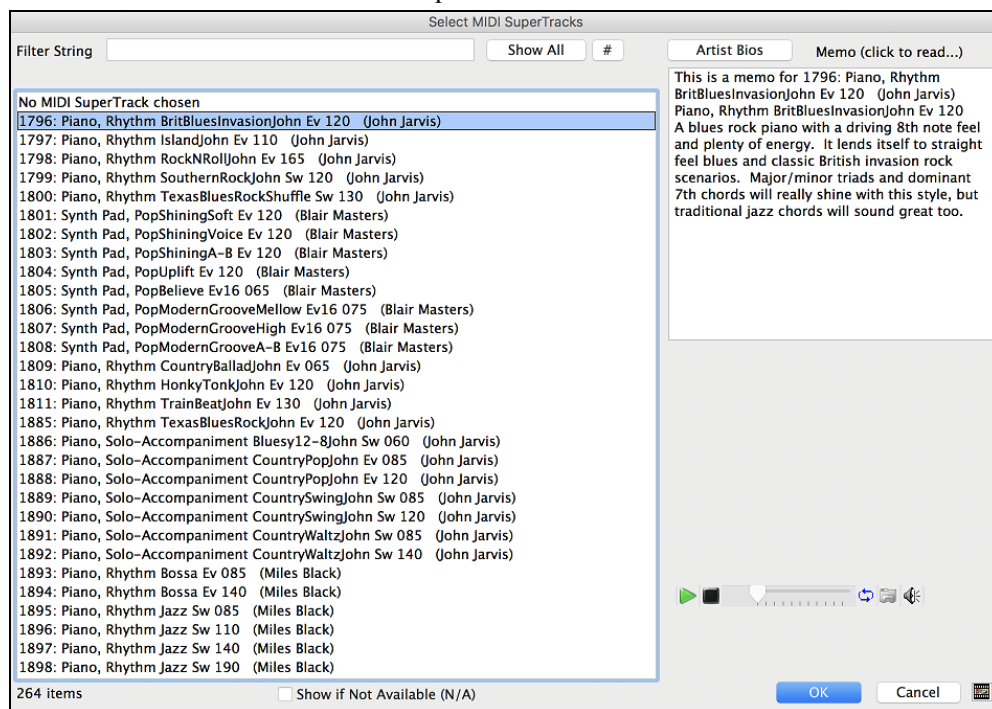 Select MIDI SuperTracks
Filter String
Show All
#
Artist Bios
Memo (click to read...)
No MIDI SuperTrack chosen
1796: Piano, Rhythm BritBluesInvasionJohn Ev 120 (John Jarvis)
1797: Piano, Rhythm IslandJohn Ev 110 (John Jarvis)
1798: Piano, Rhythm RockNRollJohn Ev 165 (John Jarvis)
1799: Piano, Rhythm SouthernRockJohn Sw 120 (John Jarvis)
1800: Piano, Rhythm TexasBluesRockShuffle Sw 130 (John Jarvis)
1801: Synth Pad, PopShiningSoft Ev 120 (Blair Masters)
1802: Synth Pad, PopShiningVoice Ev 120 (Blair Masters)
1803: Synth Pad, PopShiningA-B Ev 120 (Blair Masters)
1804: Synth Pad, PopUplift Ev 120 (Blair Masters)
1805: Synth Pad, PopBelieve Ev16 065 (Blair Masters)
1806: Synth Pad, PopModernGrooveMellow Ev16 075 (Blair Masters)
1807: Synth Pad, PopModernGrooveHigh Ev16 075 (Blair Masters)
1808: Synth Pad, PopModernGrooveA-B Ev16 075 (Blair Masters)
1809: Piano, Rhythm CountryBalladJohn Ev 065 (John Jarvis)
1810: Piano, Rhythm HonkyTonkJohn Ev 120 (John Jarvis)
1811: Piano, Rhythm TrainBeatJohn Ev 130 (John Jarvis)
1885: Piano, Rhythm TexasBluesRockJohn Ev 120 (John Jarvis)
1886: Piano, Solo-Accompaniment Bluesy12-8John Sw 060 (John Jarvis)
1887: Piano, Solo-Accompaniment CountryPopJohn Ev 085 (John Jarvis)
1888: Piano, Solo-Accompaniment CountryPopJohn Ev 120 (John Jarvis)
1889: Piano, Solo-Accompaniment CountrySwingJohn Sw 085 (John Jarvis)
1890: Piano, Solo-Accompaniment CountrySwingJohn Sw 120 (John Jarvis)
1891: Piano, Solo-Accompaniment CountryWaltzJohn Sw 085 (John Jarvis)
1892: Piano, Solo-Accompaniment CountryWaltzJohn Sw 140 (John Jarvis)
1893: Piano, Rhythm Bossa Ev 085 (Miles Black)
1894: Piano, Rhythm Bossa Ev 140 (Miles Black)
1895: Piano, Rhythm Jazz Sw 085 (Miles Black)
1896: Piano, Rhythm Jazz Sw 110 (Miles Black)
1897: Piano, Rhythm Jazz Sw 140 (Miles Black)
1898: Piano, Rhythm Jazz Sw 190 (Miles Black)
This is a memo for 1796: Piano, Rhythm
BritBluesInvasionJohn Ev 120 (John Jarvis)
Piano, Rhythm BritBluesInvasionJohn Ev 120
A blues rock piano with a driving 8th note feel
and plenty of energy. It lends itself to straight
feel blues and classic British invasion rock
scenarios. Major/minor triads and dominant
7th chords will really shine with this style, but
traditional jazz chords will sound great too.
264 items
Show if Not Available (N/A)
OK
Cancel